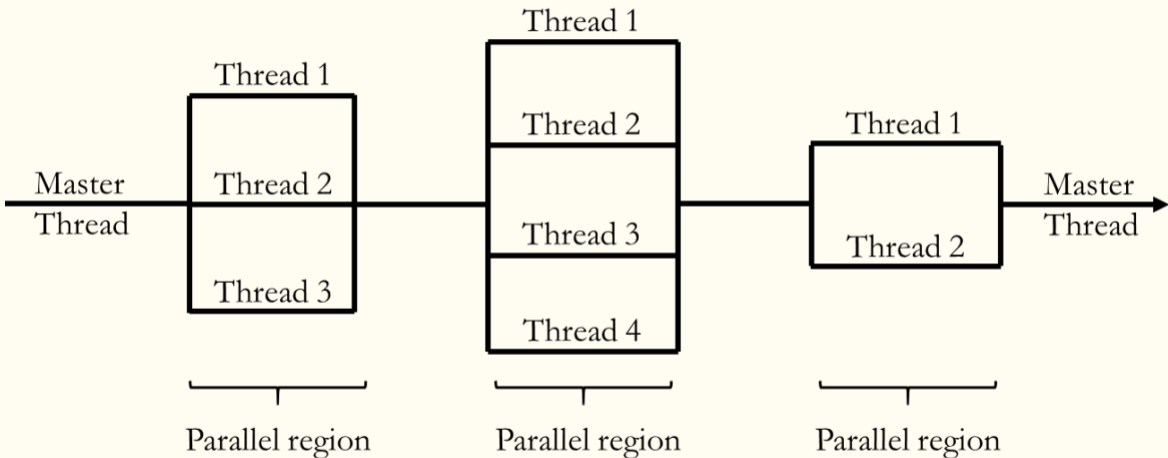 Master
Thread
Thread 1
Thread 2
Thread 3
Parallel region
Thread 1
Thread 2
Thread 3
Thread 4
Parallel region
Thread 1
Thread 2
Parallel region
Master
Thread